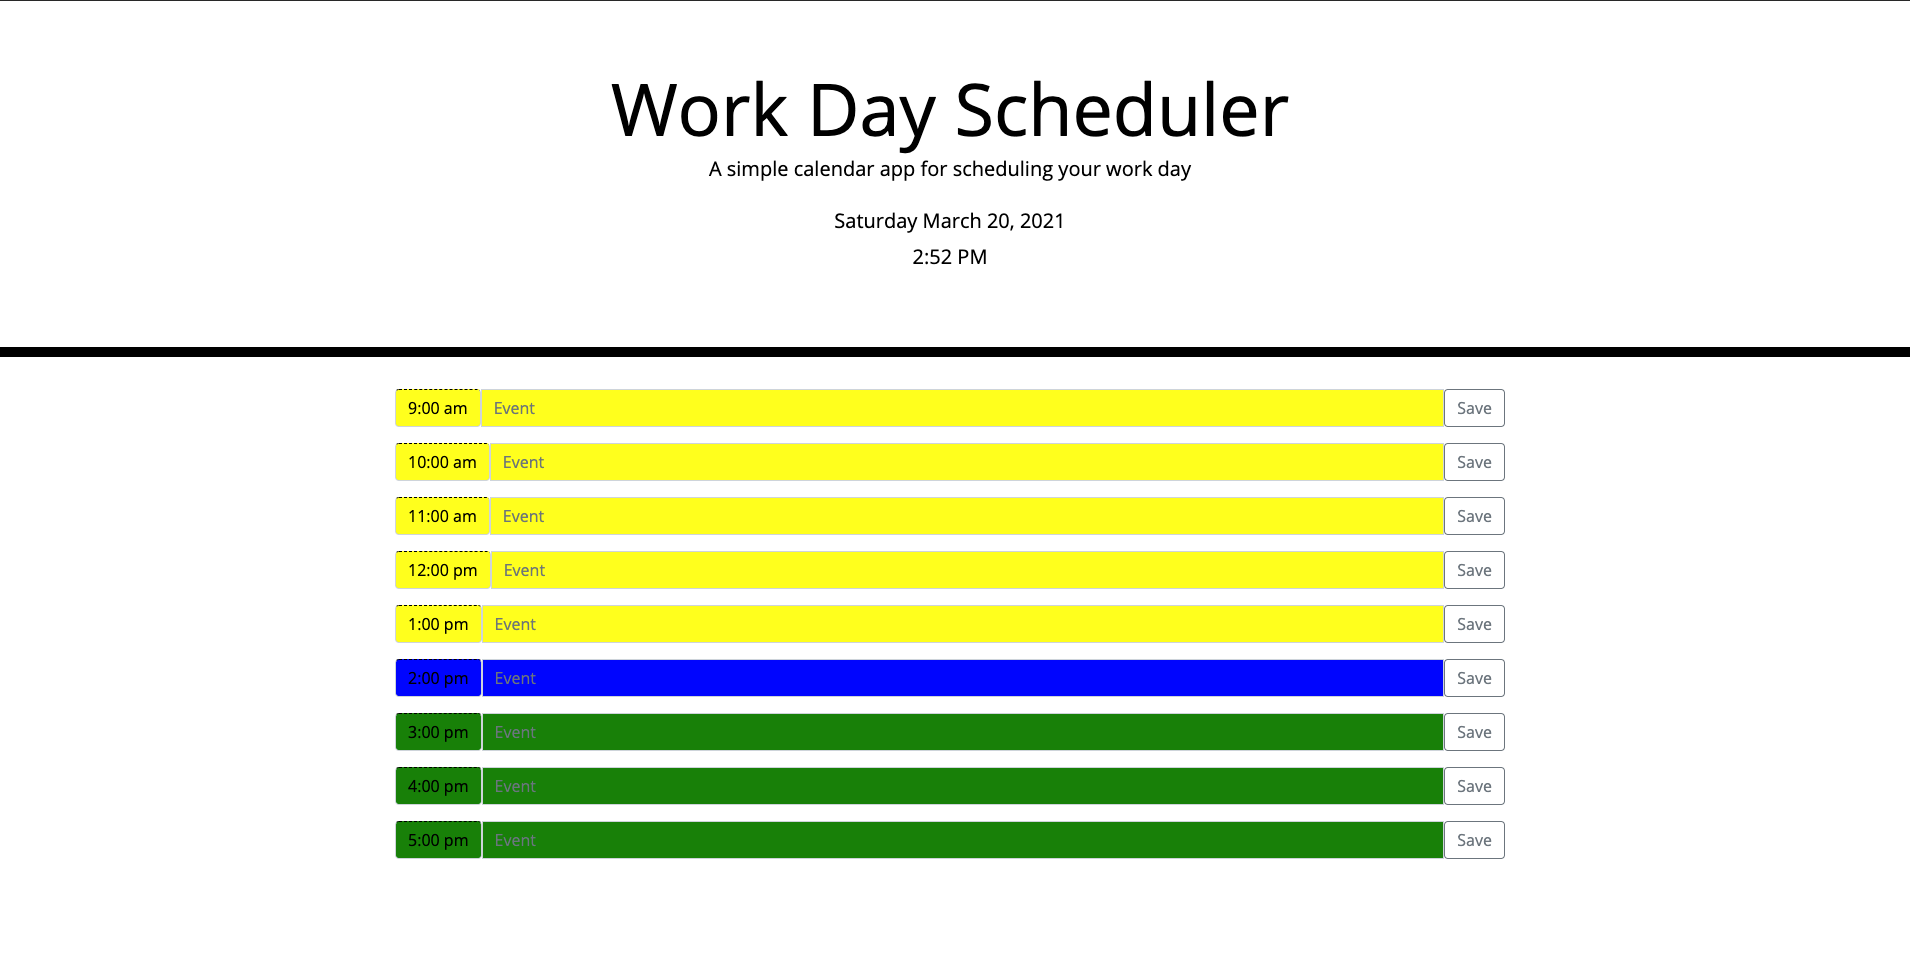 Work Day Scheduler
A simple calendar app for scheduling your work day
Saturday March 20, 2021
2:52 PM
9:00 am Event Save
10:00 am Event Save
11:00 am Event Save
12:00 pm Event Save
1:00 pm Event Save
2:00 pm Event Save
3:00 pm Event Save
4:00 pm Event Save
5:00 pm Event Save